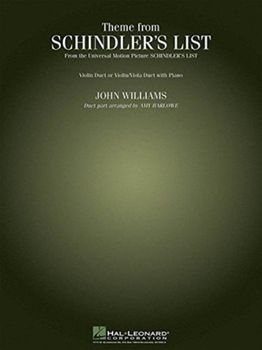 Theme from
SCHINDLER'S LIST
From the Universal Motion Picture SCHINDLER'S LIST
Violin Duet or Violin/Viola Duet with Piano
JOHN WILLIAMS
Duet part arranged by AMY BARLOWE
HAL•LEONARD®
CORPORATION